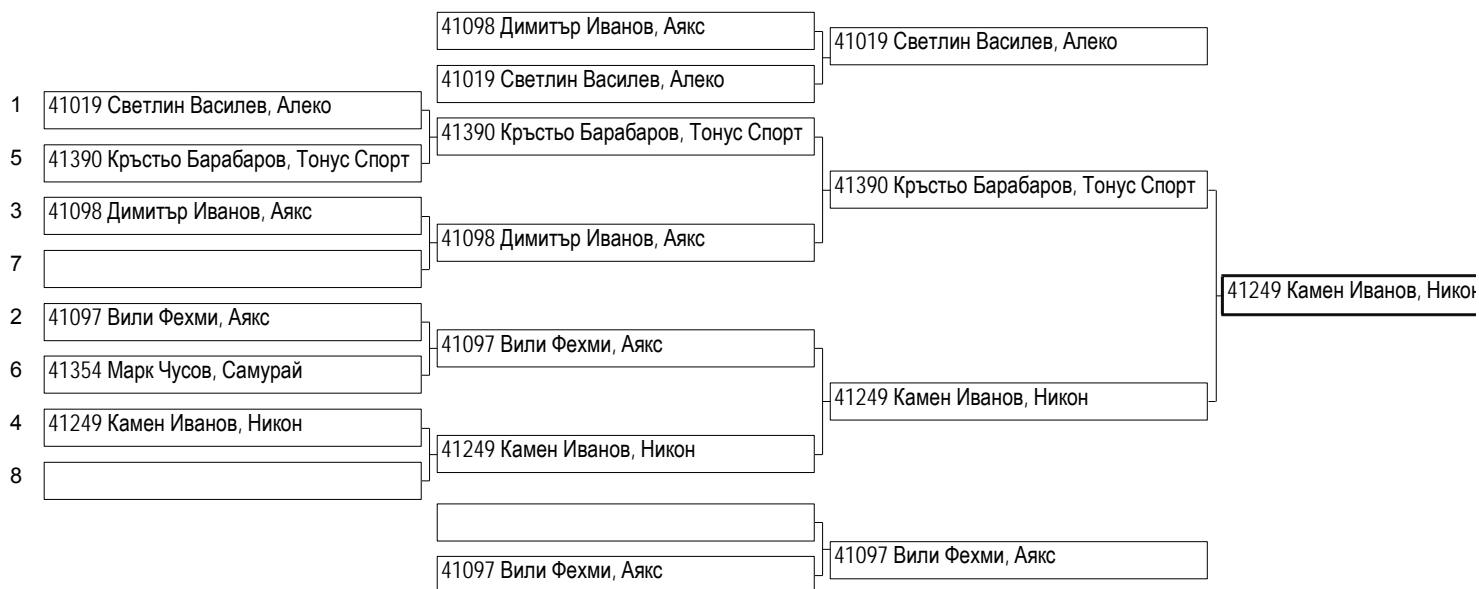 41098 Димитър Иванов, Аякс
41019 Светлин Василев, Алеко
41019 Светлин Василев, Алеко
1 41019 Светлин Василев, Алеко
41390 Кръстьо Барабаров, Тонус Спорт
5 41390 Кръстьо Барабаров, Тонус Спорт
41390 Кръстьо Барабаров, Тонус Спорт
3 41098 Димитър Иванов, Аякс
41098 Димитър Иванов, Аякс
7
41249 Камен Иванов, Никон
2 41097 Вили Фехми, Аякс
41097 Вили Фехми, Аякс
6 41354 Марк Чусов, Самурай
41249 Камен Иванов, Никон
4 41249 Камен Иванов, Никон
41249 Камен Иванов, Никон
8
41097 Вили Фехми, Аякс
41097 Вили Фехми, Аякс